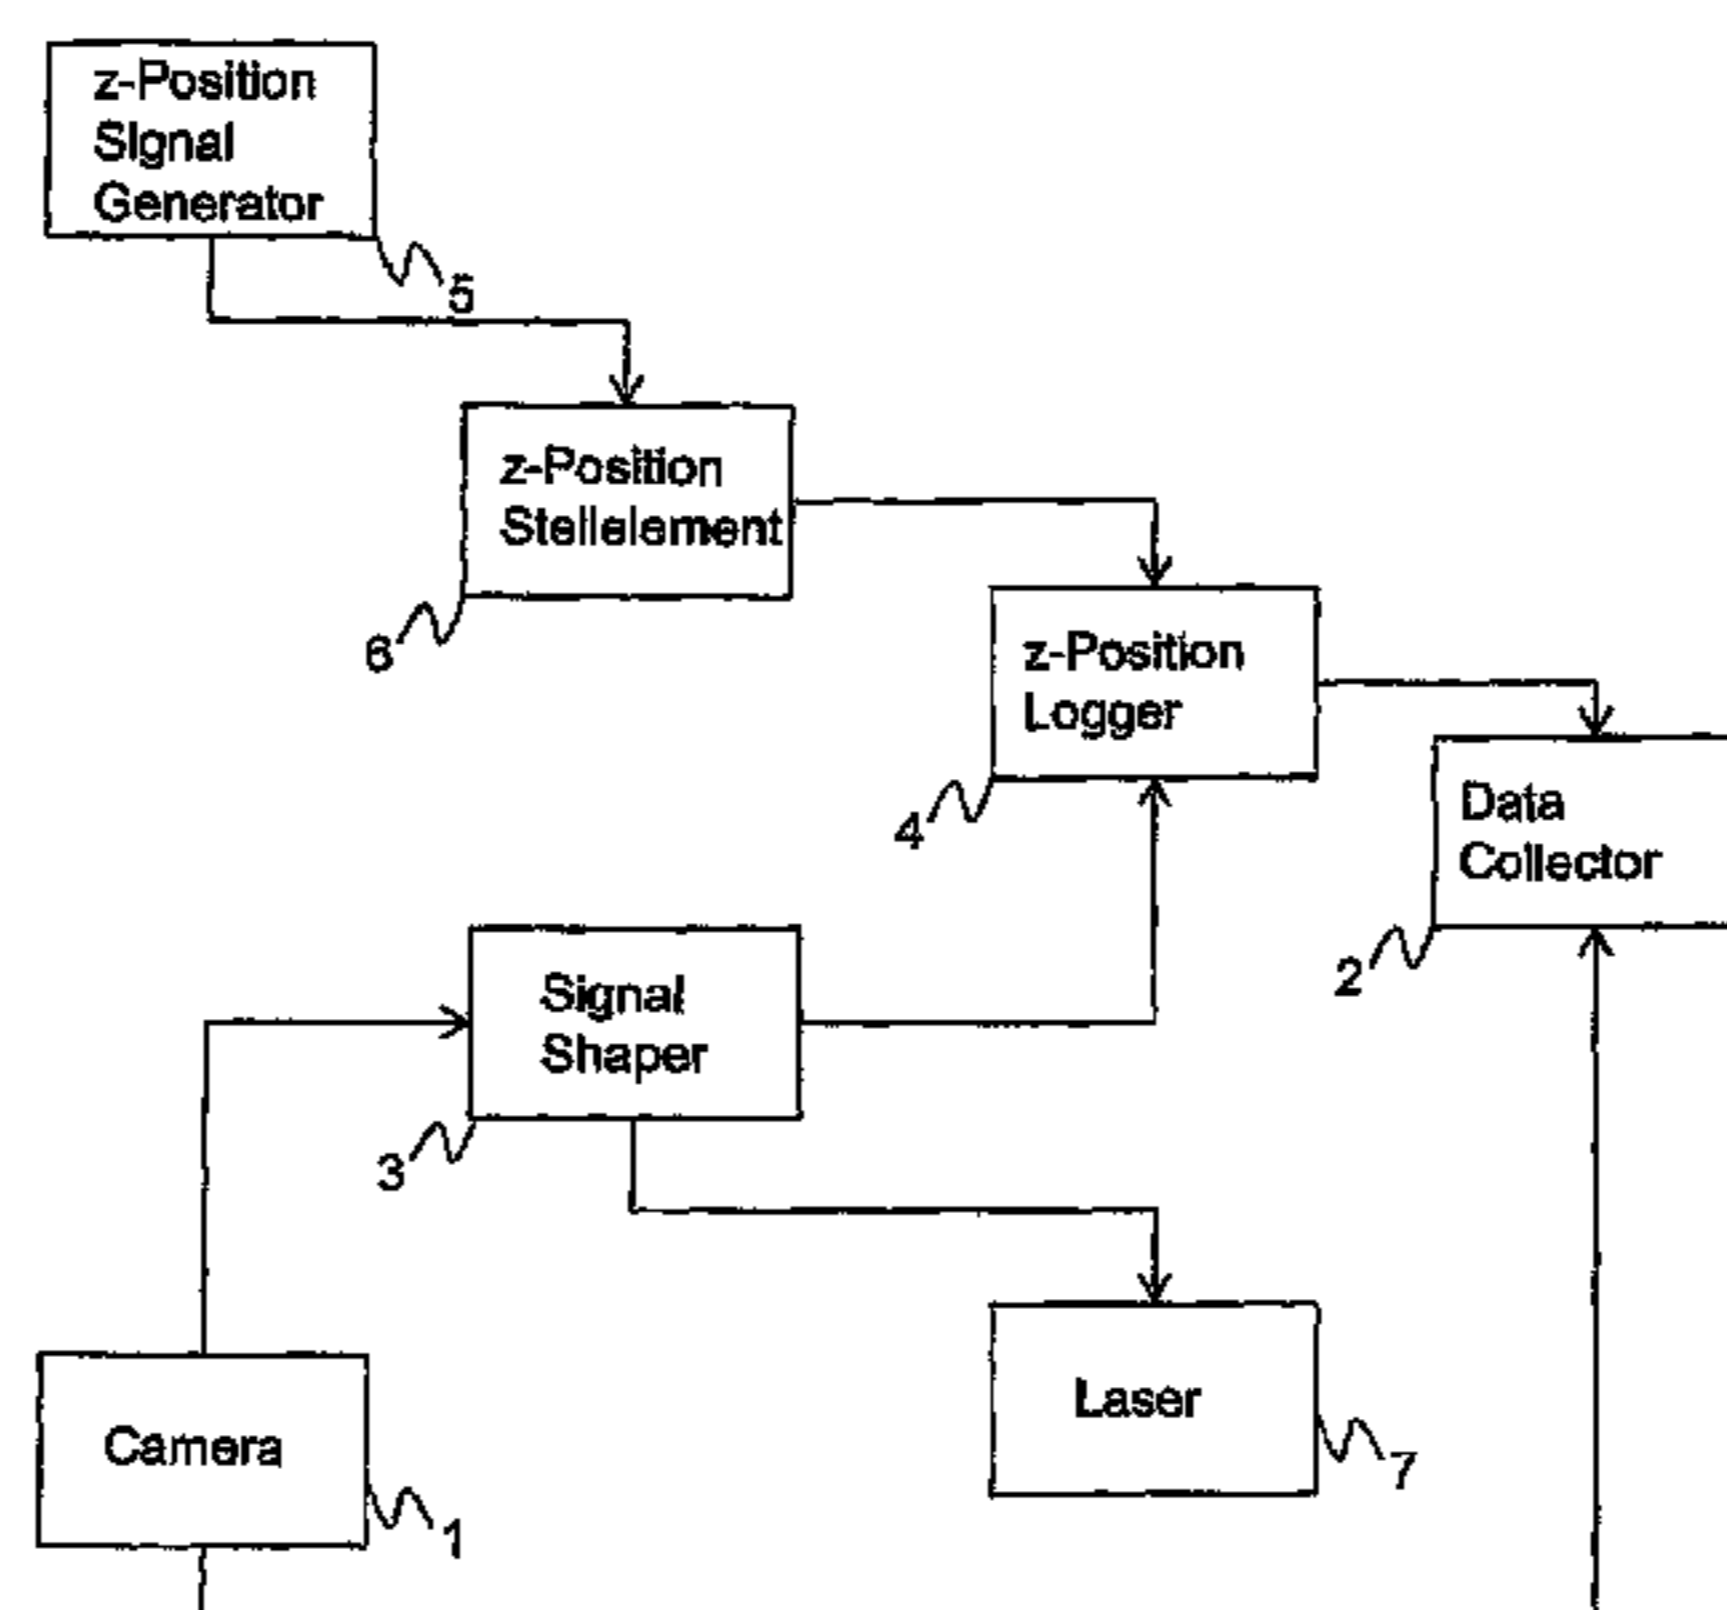 z-Position
Signal
Generator
5
z-Position
Stellelement
6
z-Position
Logger
4
Data
Collector
2
Signal
Shaper
3
Laser
7
Camera
1